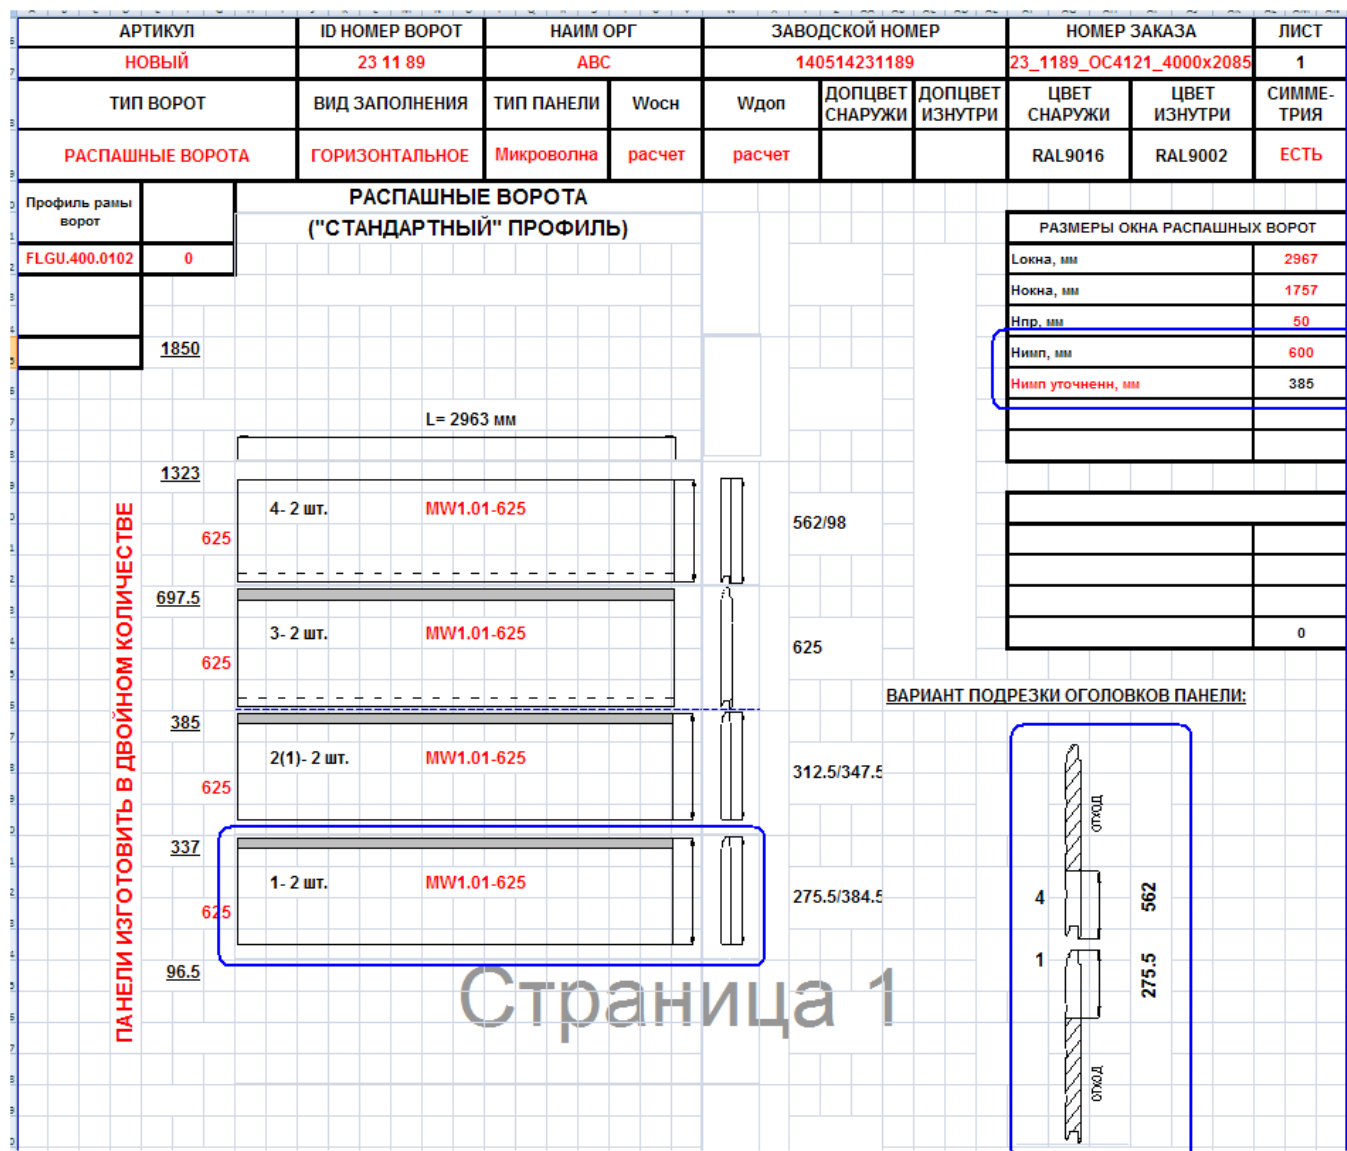 АРТИКУЛ ID НОМЕР ВОРОТ НАИМ ОРГ ЗАВОДСКОЙ НОМЕР НОМЕР ЗАКАЗА ЛИСТ
НОВЫЙ 23 11 89 АВС 140514231189 23_1189_ОС4121_4000x2085 1
ТИП ВОРОТ ВИД ЗАПОЛНЕНИЯ ТИП ПАНЕЛИ Wосн Wдоп ДОПЦВЕТ СНАРУЖИ ДОПЦВЕТ ИЗНУТРИ ЦВЕТ СНАРУЖИ ЦВЕТ ИЗНУТРИ СИММЕ-ТРИЯ
РАСПАШНЫЕ ВОРОТА ГОРИЗОНТАЛЬНОЕ Микроволна расчет расчет RAL9016 RAL9002 ЕСТЬ
Профиль рамы
ворот
FLGU.400.0102 0
РАСПАШНЫЕ ВОРОТА
("СТАНДАРТНЫЙ" ПРОФИЛЬ)
РАЗМЕРЫ ОКНА РАСПАШНЫХ ВОРОТ
Lокна, мм 2967
Нокна, мм 1757
Нпр, мм 50
Нимп, мм 600
Нимп уточненн, мм 385
0
1850
L= 2963 мм
1323
4- 2 шт. MW1.01-625
625
562/98
697.5
3- 2 шт. MW1.01-625
625
625
385
2(1)- 2 шт. MW1.01-625
625
312.5/347.5
337
1- 2 шт. MW1.01-625
625
275.5/384.5
96.5
ПАНЕЛИ ИЗГОТОВИТЬ В ДВОЙНОМ КОЛИЧЕСТВЕ
Страница 1
ВАРИАНТ ПОДРЕЗКИ ОГОЛОВКОВ ПАНЕЛИ:
отход
4 562
1 275.5
отход